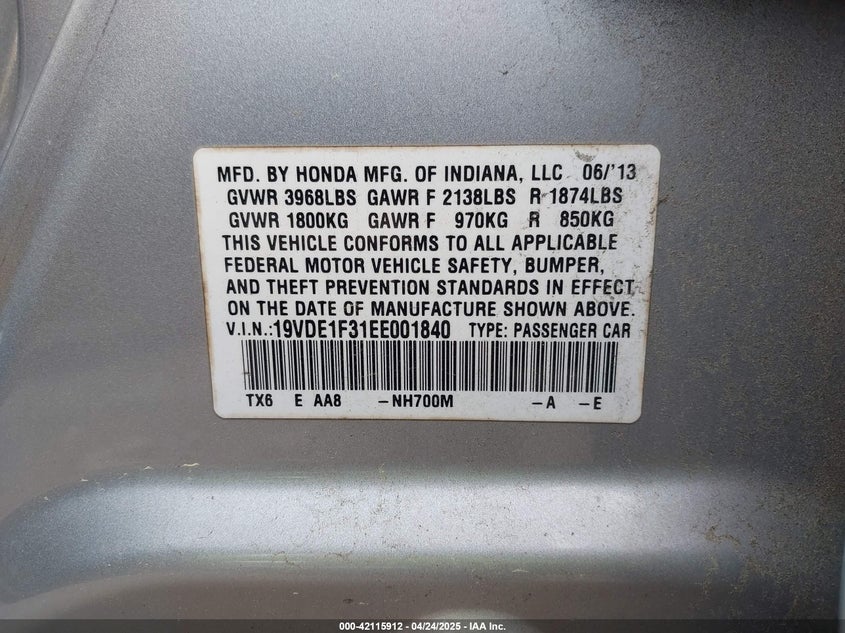 MFD. BY HONDA MFG. OF INDIANA, LLC 06/'13
GVWR 3968LBS GAWR F 2138LBS R 1874LBS
GVWR 1800KG GAWR F 970KG R 850KG
THIS VEHICLE CONFORMS TO ALL APPLICABLE
FEDERAL MOTOR VEHICLE SAFETY, BUMPER,
AND THEFT PREVENTION STANDARDS IN EFFECT
ON THE DATE OF MANUFACTURE SHOWN ABOVE.
V.I.N.:19VDE1F31EE001840 TYPE: PASSENGER CAR
TX6 E AA8 -NH700M -A -E
000-42115912 - 04/24/2025 - IAA Inc.